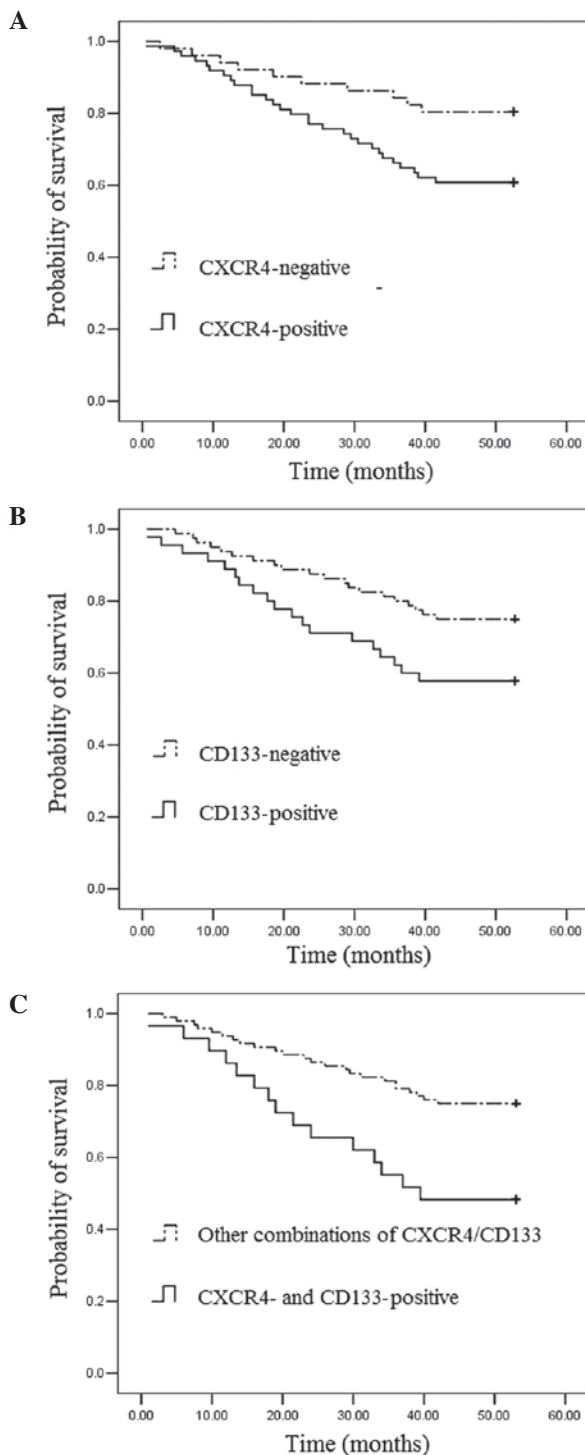 A
1.0
0.8
0.6
0.4
0.2
0.0
Probability of survival
CXCR4-negative
CXCR4-positive
0.00 10.00 20.00 30.00 40.00 50.00 60.00
Time (months)
B
1.0
0.8
0.6
0.4
0.2
0.0
Probability of survival
CD133-negative
CD133-positive
0.00 10.00 20.00 30.00 40.00 50.00 60.00
Time (months)
C
1.0
0.8
0.6
0.4
0.2
0.0
Probability of survival
Other combinations of CXCR4/CD133
CXCR4- and CD133-positive
0.00 10.00 20.00 30.00 40.00 50.00 60.00
Time (months)